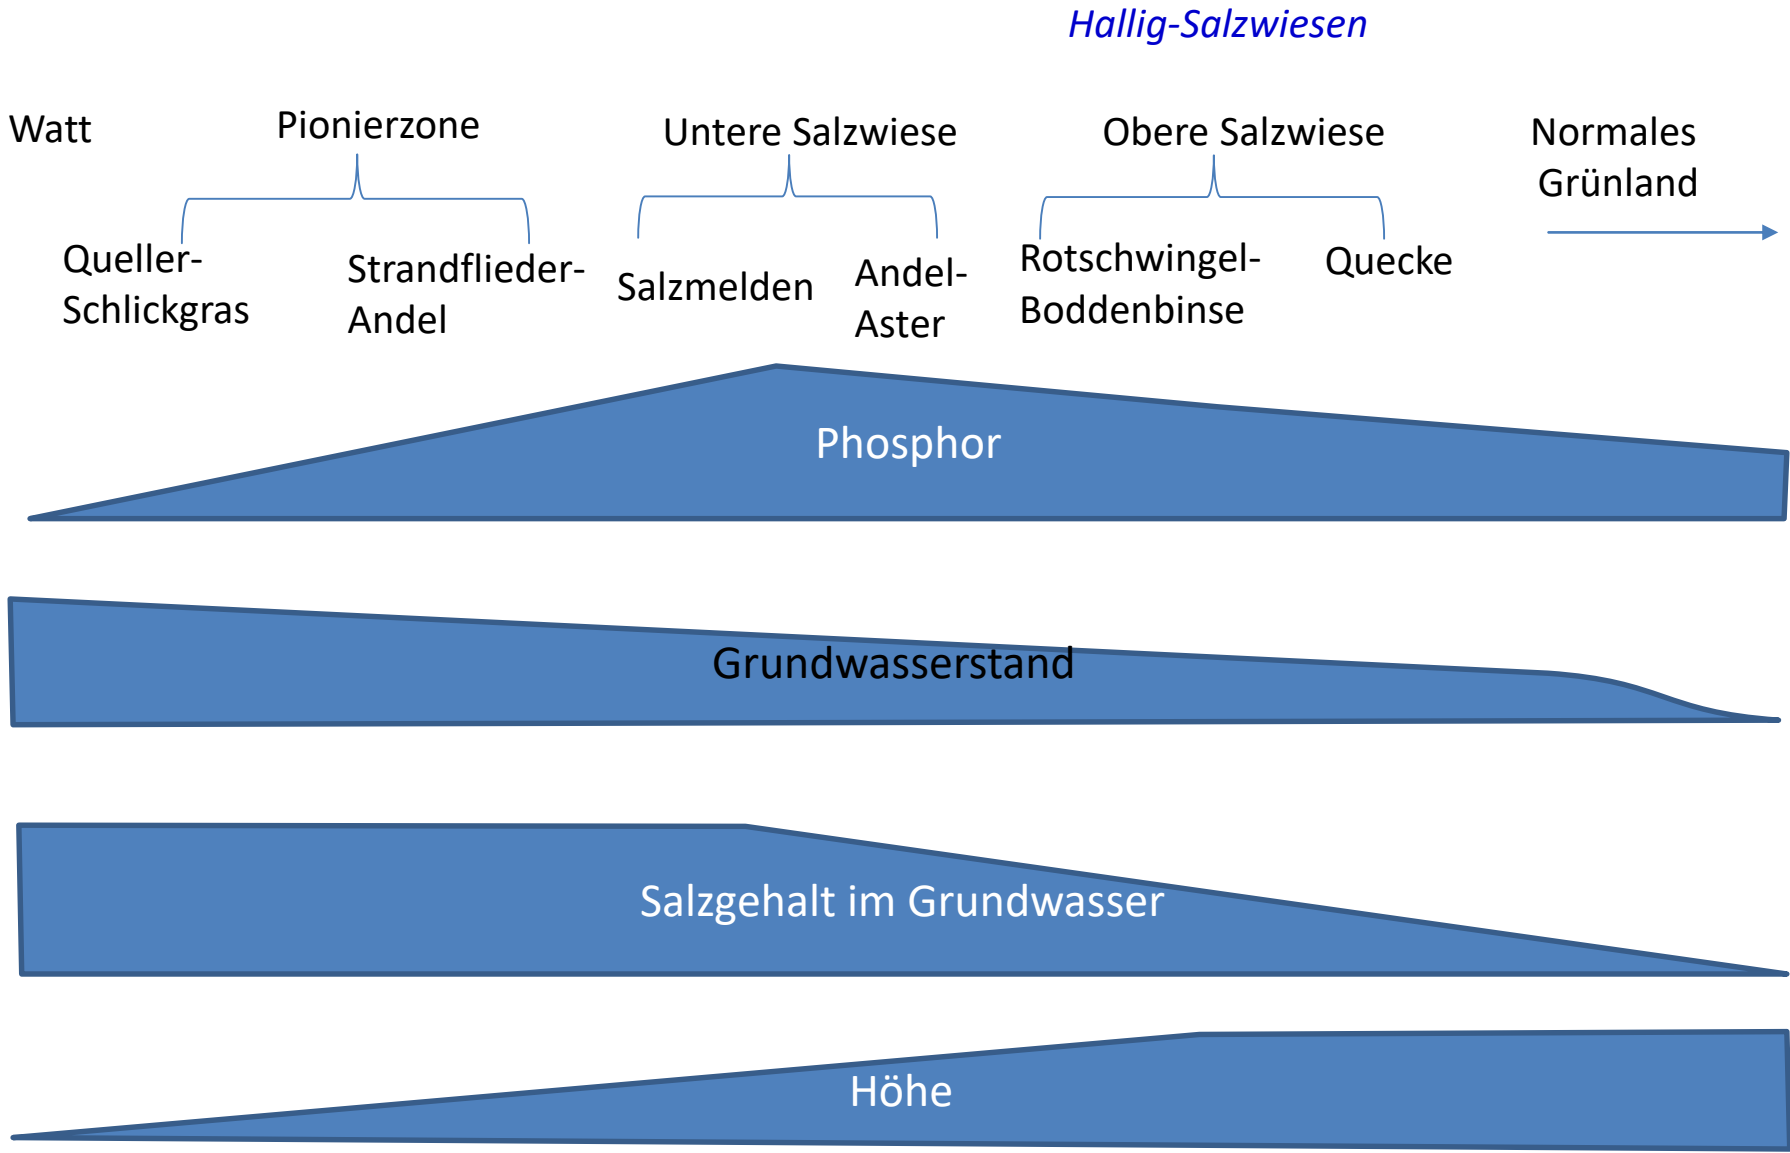 Hallig-Salzwiesen
Watt
Pionierzone
Untere Salzwiese
Obere Salzwiese
Normales
Grünland
Queller-
Schlickgras
Strandflieder-
Andel
Salzmelden
Andel-
Aster
Rotschwingel-
Boddenbinse
Quecke
Phosphor
Grundwasserstand
Salzgehalt im Grundwasser
Höhe